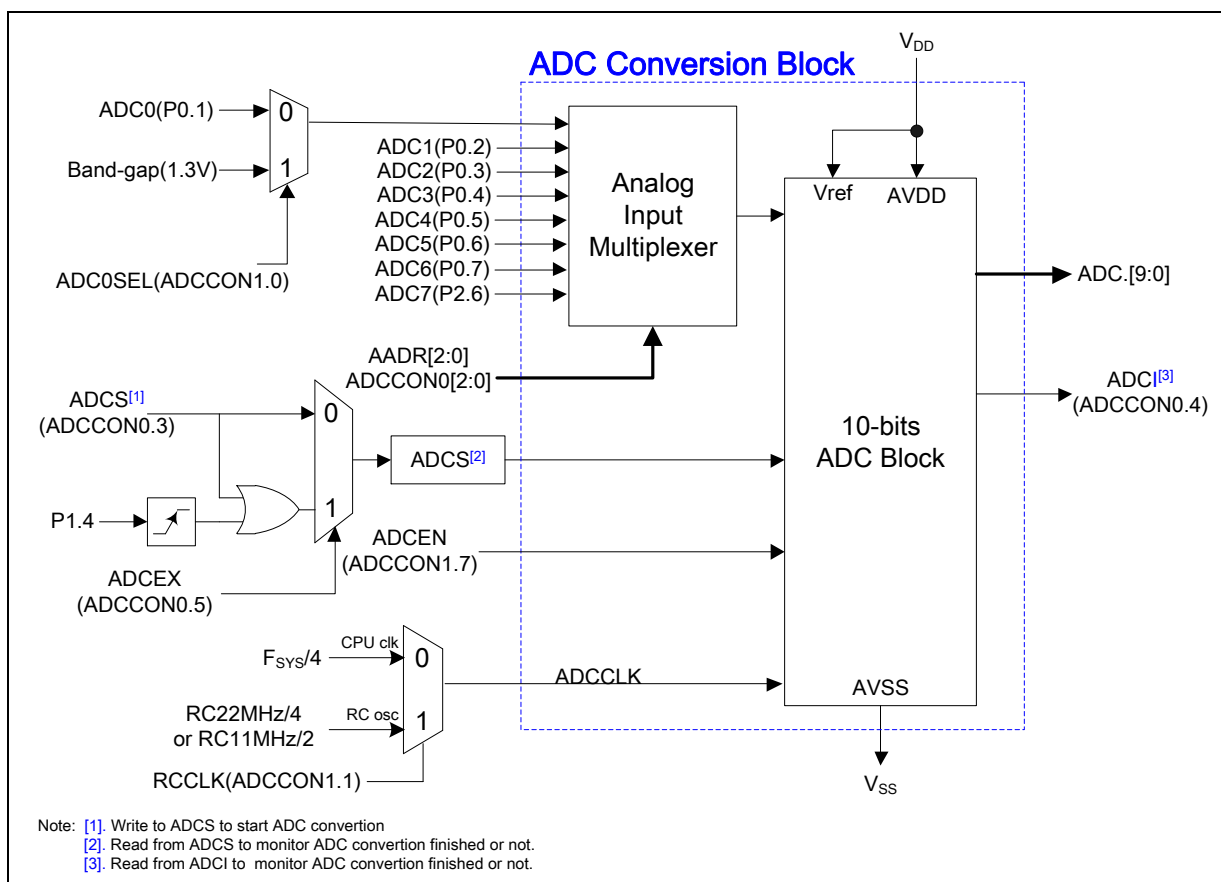 ADC Conversion Block
V_DD
ADC0(P0.1)
0
Band-gap(1.3V)
1
ADC0SEL(ADCCON1.0)
ADC1(P0.2)
ADC2(P0.3)
ADC3(P0.4)
ADC4(P0.5)
ADC5(P0.6)
ADC6(P0.7)
ADC7(P2.6)
Analog
Input
Multiplexer
Vref
AVDD
ADC.[9:0]
AADR[2:0]
ADCCON0[2:0]
ADCS[1]
(ADCCON0.3)
0
1
ADCS[2]
P1.4
ADCEX
(ADCCON0.5)
ADCEN
(ADCCON1.7)
10-bits
ADC Block
ADCI[3]
(ADCCON0.4)
F_SYS/4
CPU clk
0
RC22MHz/4
or RC11MHz/2
RC osc
1
RCCLK(ADCCON1.1)
ADCCLK
AVSS
V_SS
Note: [1]. Write to ADCS to start ADC convertion
[2]. Read from ADCS to monitor ADC convertion finished or not.
[3]. Read from ADCI to monitor ADC convertion finished or not.